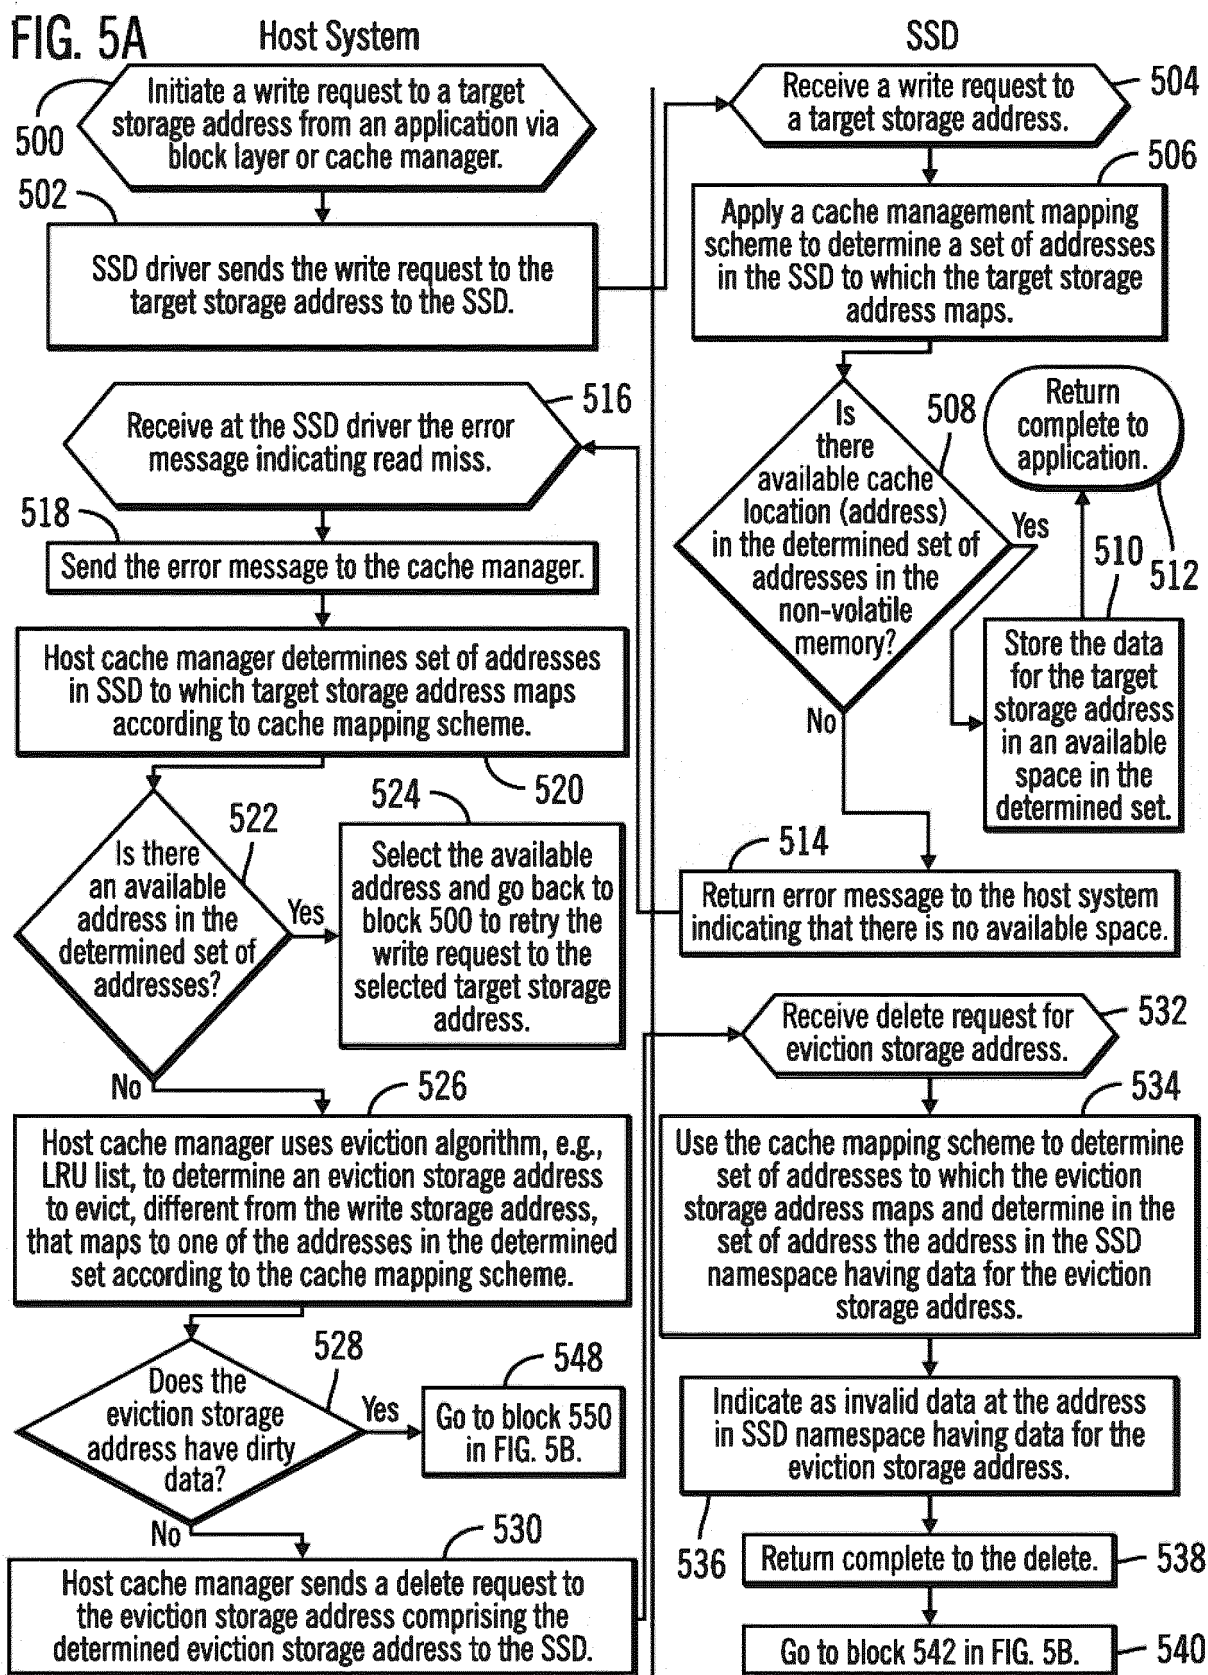 FIG. 5A
Host System
500
Initiate a write request to a target
storage address from an application via
block layer or cache manager.
502
SSD driver sends the write request to the
target storage address to the SSD.
516
Receive at the SSD driver the error
message indicating read miss.
518
Send the error message to the cache manager.
Host cache manager determines set of addresses
in SSD to which target storage address maps
according to cache mapping scheme.
520
522
Is there
an available
address in the
determined set of
addresses?
Yes
524
Select the available
address and go back to
block 500 to retry the
write request to the
selected target storage
address.
No
526
Host cache manager uses eviction algorithm, e.g.,
LRU list, to determine an eviction storage address
to evict, different from the write storage address,
that maps to one of the addresses in the determined
set according to the cache mapping scheme.
528
Does the
eviction storage
address have dirty
data?
Yes
548
Go to block 550
in FIG. 5B.
No
530
Host cache manager sends a delete request to
the eviction storage address comprising the
determined eviction storage address to the SSD.
SSD
504
Receive a write request to
a target storage address.
506
Apply a cache management mapping
scheme to determine a set of addresses
in the SSD to which the target storage
address maps.
508
Is
there
available cache
location (address)
in the determined set of
addresses in the
non-volatile
memory?
Yes
Return
complete to
application.
510
512
Store the data
for the target
storage address
in an available
space in the
determined set.
No
514
Return error message to the host system
indicating that there is no available space.
532
Receive delete request for
eviction storage address.
534
Use the cache mapping scheme to determine
set of addresses to which the eviction
storage address maps and determine in the
set of address the address in the SSD
namespace having data for the eviction
storage address.
Indicate as invalid data at the address
in SSD namespace having data for the
eviction storage address.
536
Return complete to the delete.
538
Go to block 542 in FIG. 5B.
540